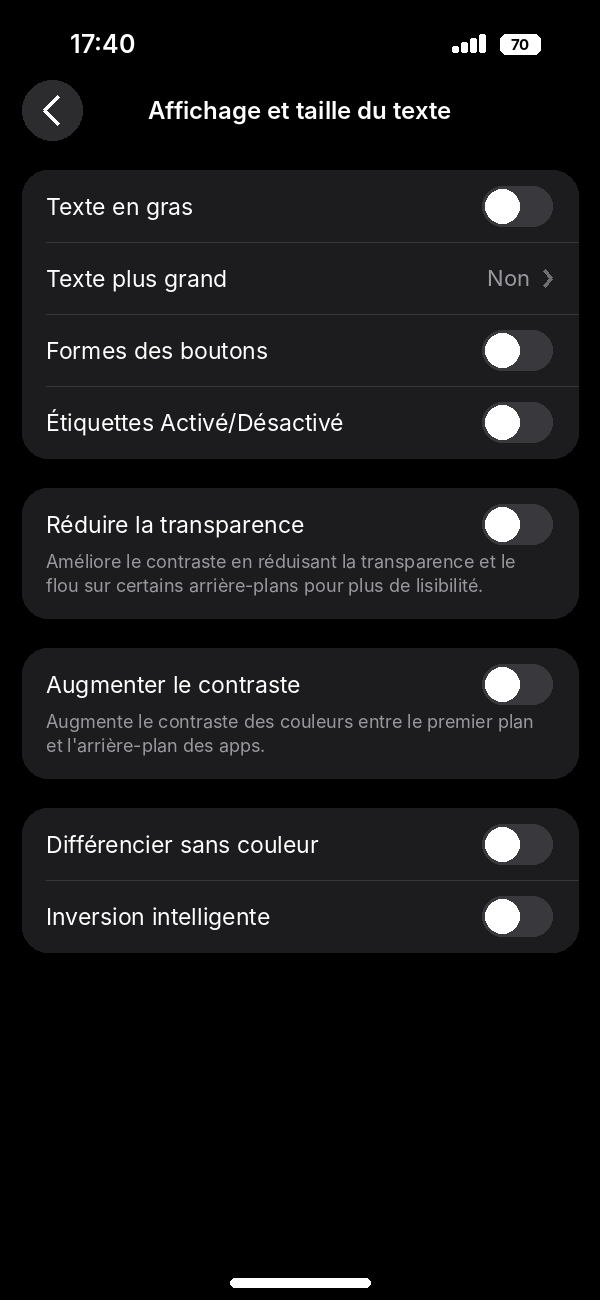 17:40
70
Affichage et taille du texte
Texte en gras
Texte plus grand
Non
Formes des boutons
Étiquettes Activé/Désactivé
Réduire la transparence
Améliore le contraste en réduisant la transparence et le
flou sur certains arrière-plans pour plus de lisibilité.
Augmenter le contraste
Augmente le contraste des couleurs entre le premier plan
et l'arrière-plan des apps.
Différencier sans couleur
Inversion intelligente